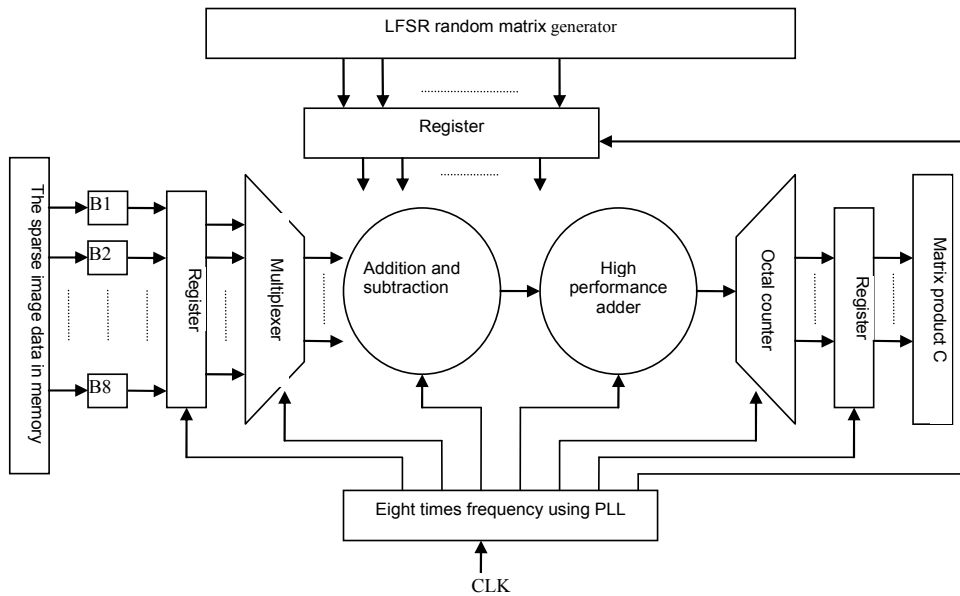 LFSR random matrix generator
Register
The sparse image data in memory
B1
B2
B8
Register
Multiplexer
Addition and
subtraction
High
performance
adder
Octal counter
Register
Matrix product C
Eight times frequency using PLL
CLK